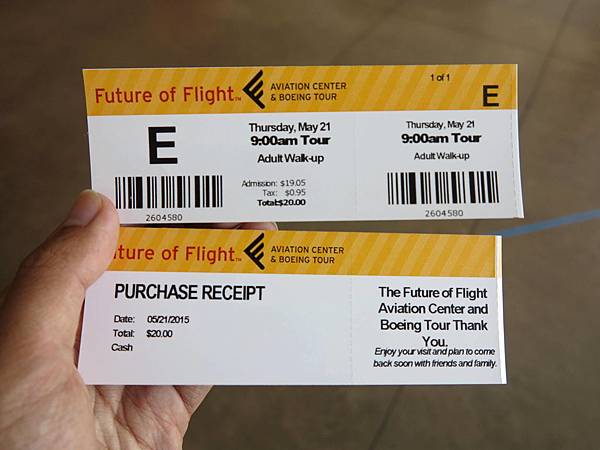 Future of Flight™ AVIATION CENTER
& BOEING TOUR
1 of 1
E
E
Thursday, May 21
9:00am Tour
Adult Walk-up
Admission: $19.05
Tax: $0.95
Total:$20.00
2604580
Thursday, May 21
9:00am Tour
Adult Walk-up
2604580
ture of Flight™ AVIATION CENTER
& BOEING TOUR
PURCHASE RECEIPT
Date: 05/21/2015
Total: $20.00
Cash
The Future of Flight
Aviation Center and
Boeing Tour Thank
You.
Enjoy your visit and plan to come
back soon with friends and family.